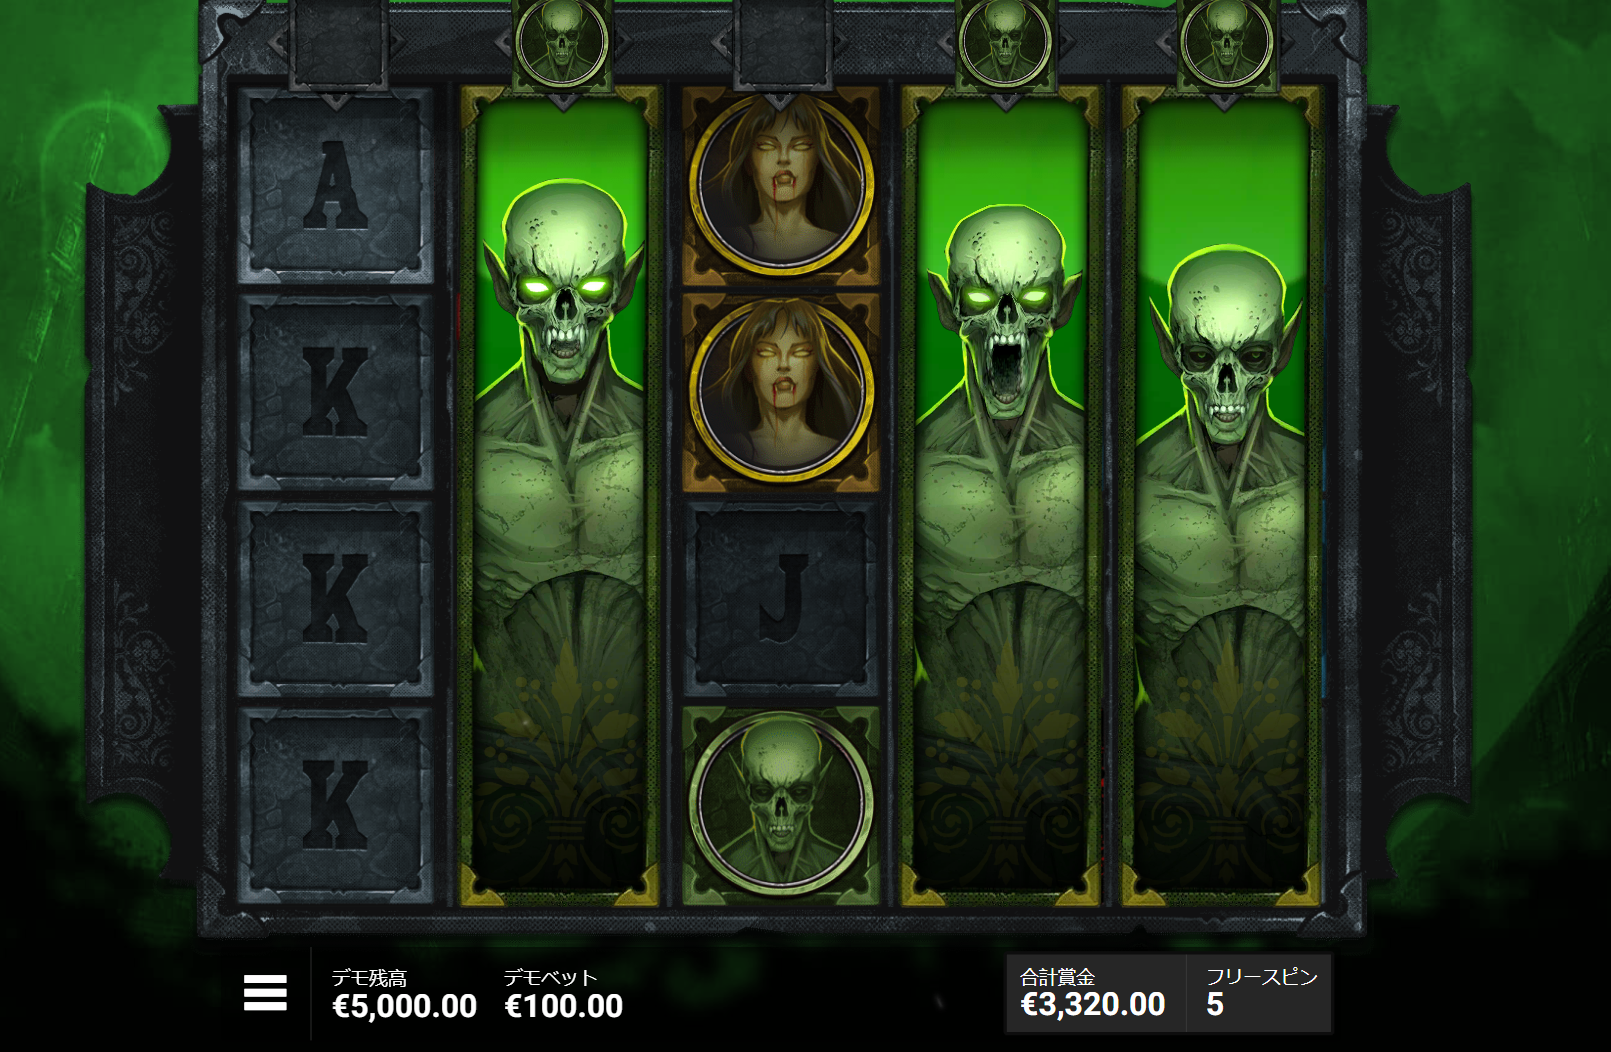 A
K
K
J
K
デモ残高
デモベット
合計賞金
フリースピン
€5,000.00
€100.00
€3,320.00
5